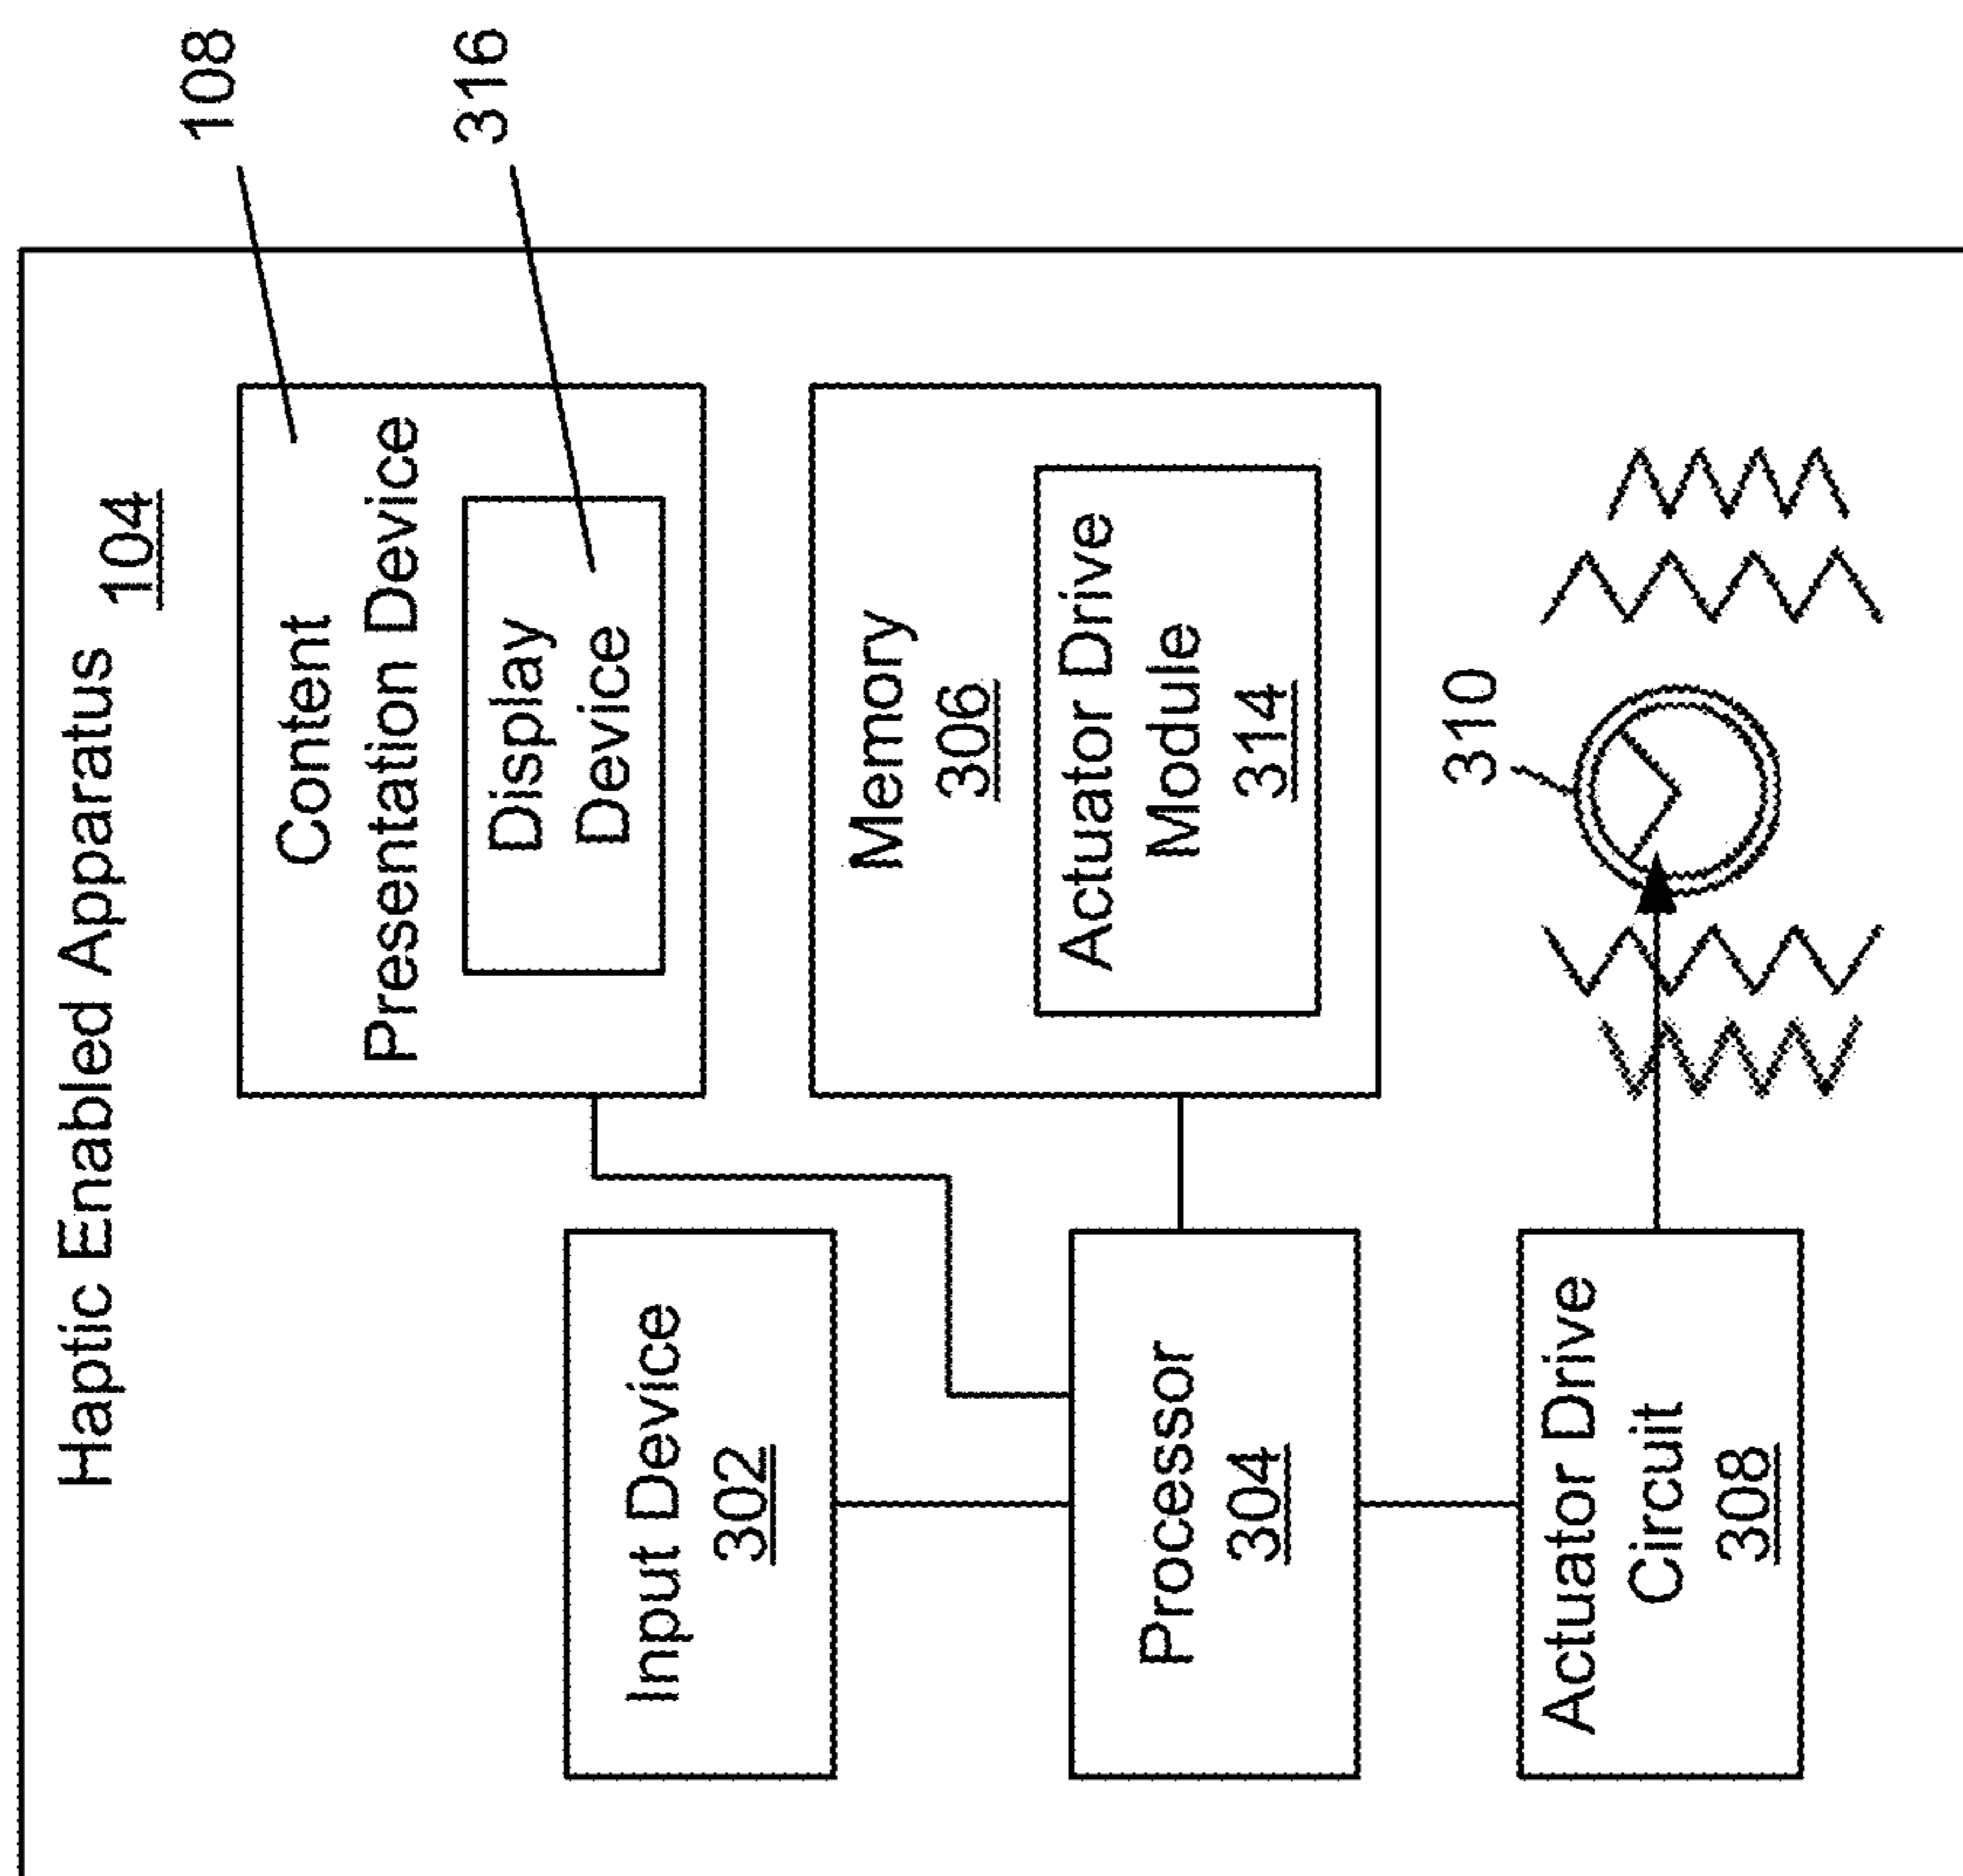 Haptic Enabled Apparatus 104
108
Content
Presentation Device
316
Display
Device
Input Device
302
Memory
306
Actuator Drive
Module
314
Processor
304
310
Actuator Drive
Circuit
308